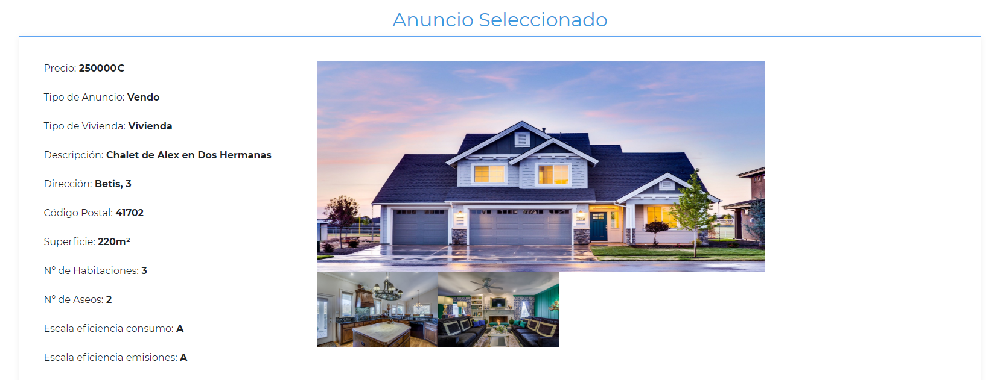 Anuncio Seleccionado
Precio: 250000€
Tipo de Anuncio: Vendo
Tipo de Vivienda: Vivienda
Descripción: Chalet de Alex en Dos Hermanas
Dirección: Betis, 3
Código Postal: 41702
Superficie: 220m²
Nº de Habitaciones: 3
Nº de Aseos: 2
Escala eficiencia consumo: A
Escala eficiencia emisiones: A